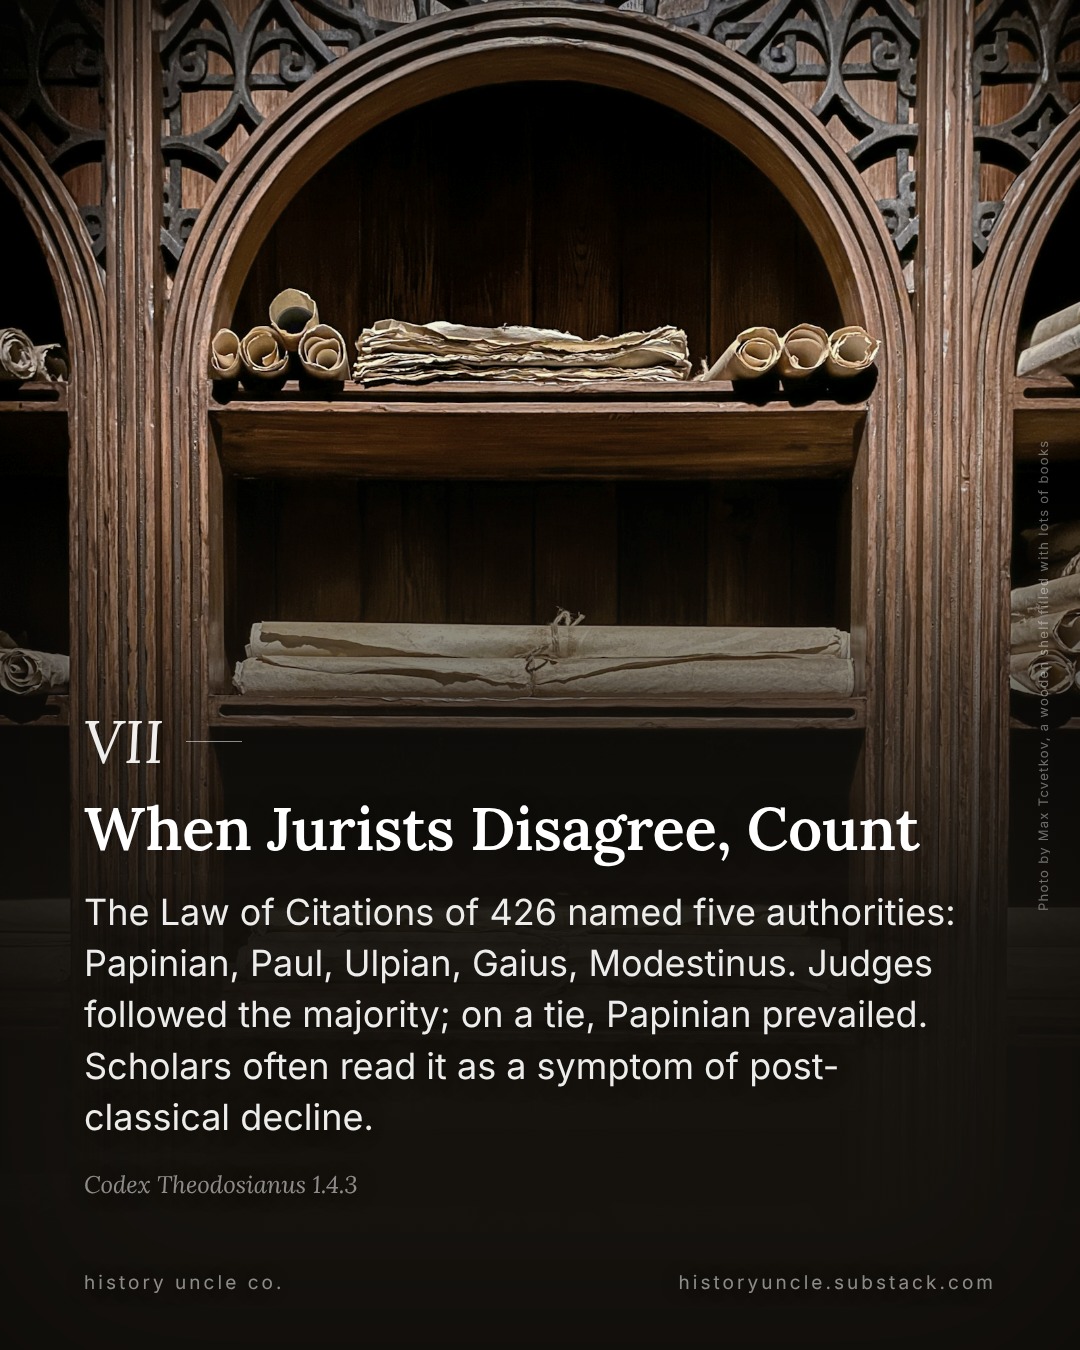 VII
When Jurists Disagree, Count
The Law of Citations of 426 named five authorities:
Papinian, Paul, Ulpian, Gaius, Modestinus. Judges
followed the majority; on a tie, Papinian prevailed.
Scholars often read it as a symptom of post-
classical decline.
Codex Theodosianus 1.4.3
history uncle co.
historyuncle.substack.com
Photo by Max Tcvetkov, a wooden shelf filled with lots of books